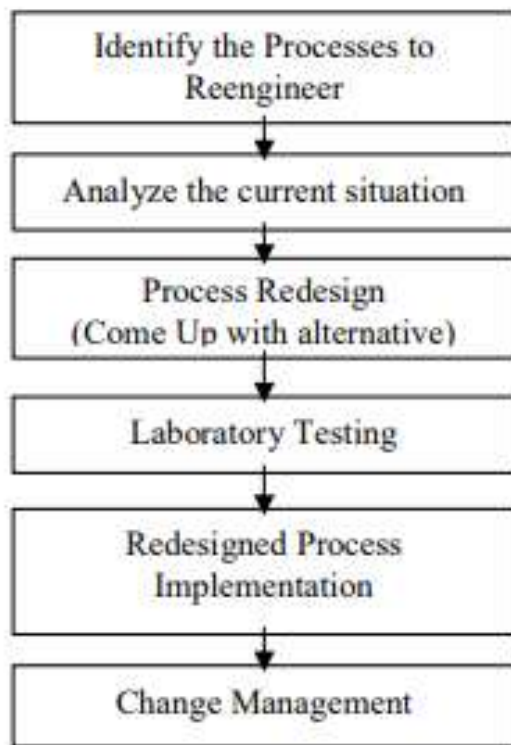 Identify the Processes to
Reengineer
Analyze the current situation
Process Redesign
(Come Up with alternative)
Laboratory Testing
Redesigned Process
Implementation
Change Management